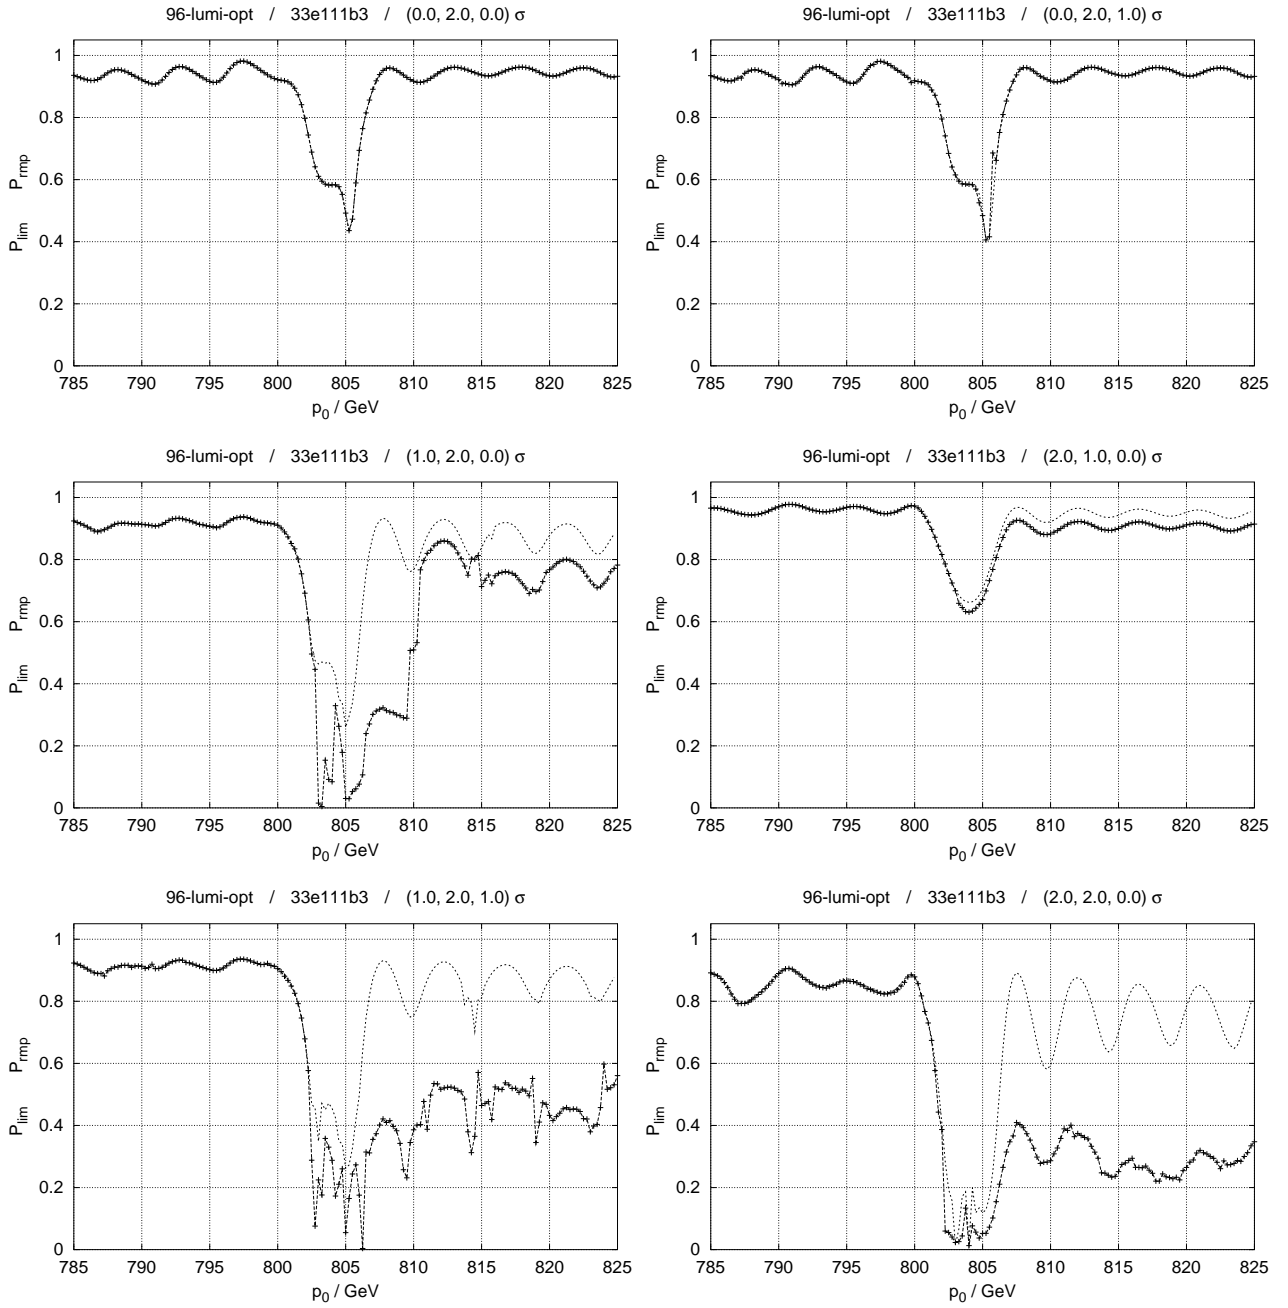 96-lumi-opt / 33e111b3 / (0.0, 2.0, 0.0) σ
P_lim P_rmp
1
0.8
0.6
0.4
0.2
0
785 790 795 800 805 810 815 820 825
p_0 / GeV
96-lumi-opt / 33e111b3 / (0.0, 2.0, 1.0) σ
P_lim P_rmp
1
0.8
0.6
0.4
0.2
0
785 790 795 800 805 810 815 820 825
p_0 / GeV
96-lumi-opt / 33e111b3 / (1.0, 2.0, 0.0) σ
P_lim P_rmp
1
0.8
0.6
0.4
0.2
0
785 790 795 800 805 810 815 820 825
p_0 / GeV
96-lumi-opt / 33e111b3 / (2.0, 1.0, 0.0) σ
P_lim P_rmp
1
0.8
0.6
0.4
0.2
0
785 790 795 800 805 810 815 820 825
p_0 / GeV
96-lumi-opt / 33e111b3 / (1.0, 2.0, 1.0) σ
P_lim P_rmp
1
0.8
0.6
0.4
0.2
0
785 790 795 800 805 810 815 820 825
p_0 / GeV
96-lumi-opt / 33e111b3 / (2.0, 2.0, 0.0) σ
P_lim P_rmp
1
0.8
0.6
0.4
0.2
0
785 790 795 800 805 810 815 820 825
p_0 / GeV